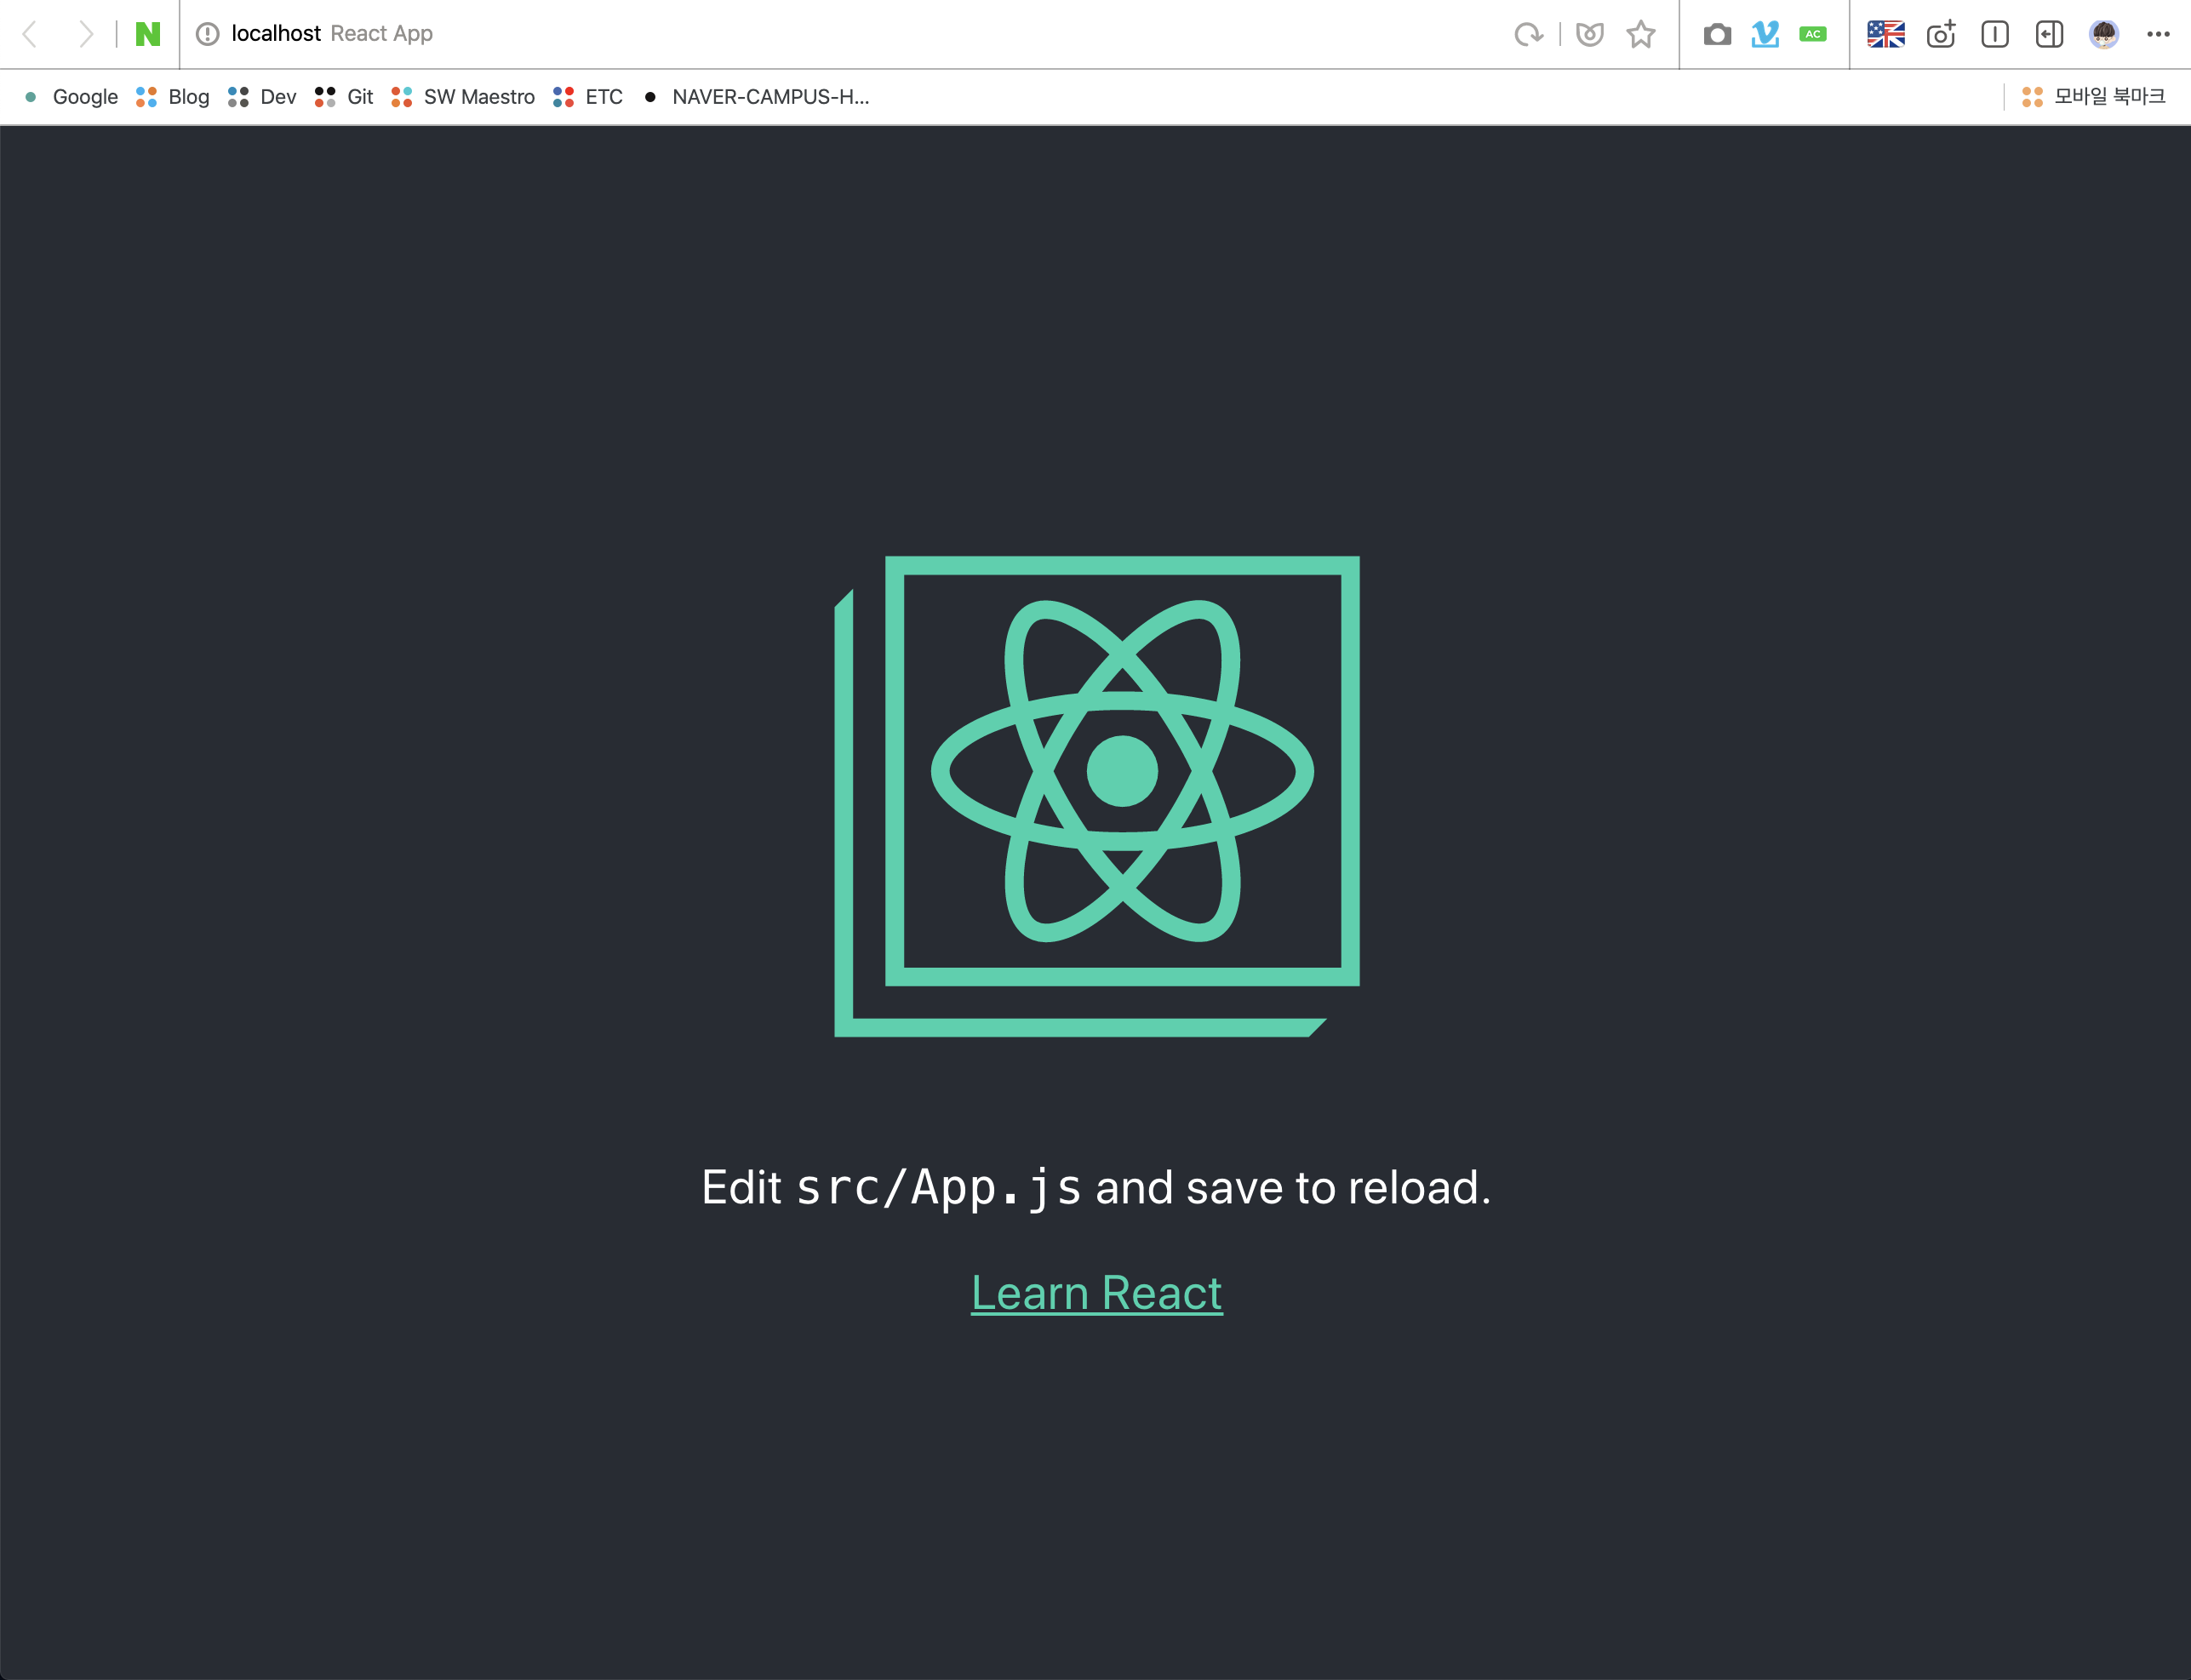 N localhost React App AC
Google Blog Dev Git SW Maestro ETC NAVER-CAMPUS-H... 모바일 북마크
Edit src/App.js and save to reload.
Learn React